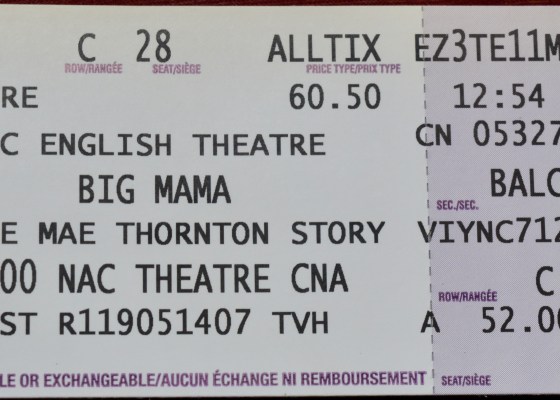 C 28 ALLTIX EZ3TE11M
ROW/RANGÉE SEAT/SIÈGE PRICE TYPE/PRIX TYPE
RE 60.50 12:54
C ENGLISH THEATRE CN 05327
BIG MAMA BALC
SEC./SEC.
E MAE THORNTON STORY VIYNC712
00 NAC THEATRE CNA C
ROW/RANGÉE
ST R119051407 TVH A 52.00
LE OR EXCHANGEABLE/AUCUN ÉCHANGE NI REMBOURSEMENT SEAT/SIÈGE